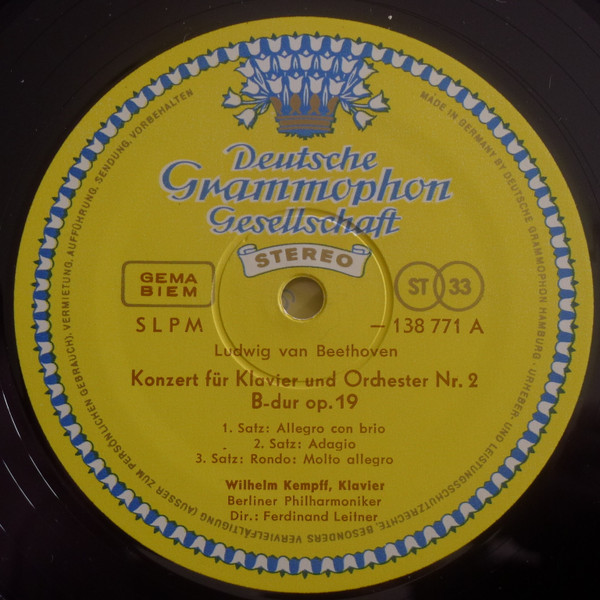 Deutsche
Grammophon
Gesellschaft
STEREO
GEMA
BIEM
ST 33
SLPM
– 138 771 A
Ludwig van Beethoven
Konzert für Klavier und Orchester Nr. 2
B-dur op. 19
1. Satz: Allegro con brio
2. Satz: Adagio
3. Satz: Rondo: Molto allegro
Wilhelm Kempff, Klavier
Berliner Philharmoniker
Dir.: Ferdinand Leitner
MADE IN GERMANY BY DEUTSCHE GRAMMOPHON HAMBURG · URHEBER- UND LEISTUNGSSCHUTZRECHTE, BESONDERS VERVIELFÄLTIGUNG (AUSSER ZUM PERSÖNLICHEN GEBRAUCH), VERMIETUNG, AUFFÜHRUNG, SENDUNG, VORBEHALTEN